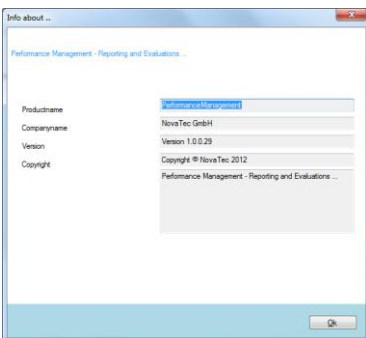 Info about ..
Performance Management - Reporting and Evaluations ..
Productname
PerformanceManagement
Companyname
NovaTec GmbH
Version
Version 1.0.0.29
Copyright
Copyright © NovaTec 2012
Performance Management - Reporting and Evaluations ...
Ok